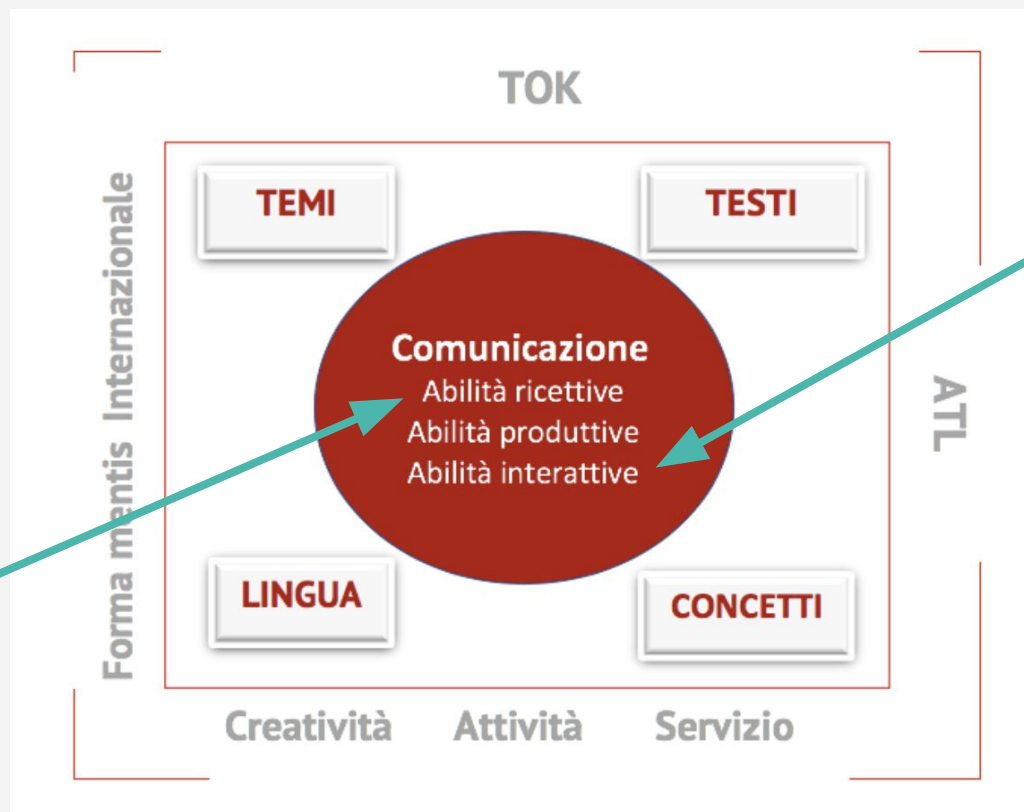 TOK
Forma mentis Internazionale
TEMI
TESTI
Comunicazione
Abilità ricettive
Abilità produttive
Abilità interattive
ATL
LINGUA
CONCETTI
Creatività Attività Servizio